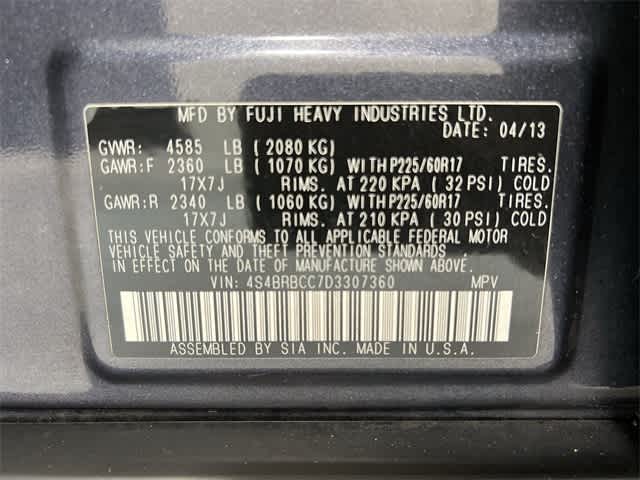 MFD BY FUJI HEAVY INDUSTRIES LTD.
DATE: 04/13
GVWR: 4585 LB ( 2080 KG)
GAWR:F 2360 LB ( 1070 KG) WITHP225/60R17 TIRES.
17X7J RIMS. AT 220 KPA ( 32 PSI) COLD
GAWR:R 2340 LB ( 1060 KG) WITHP225/60R17 TIRES.
17X7J RIMS. AT 210 KPA ( 30 PSI) COLD
THIS VEHICLE CONFORMS TO ALL APPLICABLE FEDERAL MOTOR
VEHICLE SAFETY AND THEFT PREVENTION STANDARDS
IN EFFECT ON THE DATE OF MANUFACTURE SHOWN ABOVE.
VIN: 4S4BRBCC7D3307360 MPV
ASSEMBLED BY SIA INC. MADE IN U.S.A.